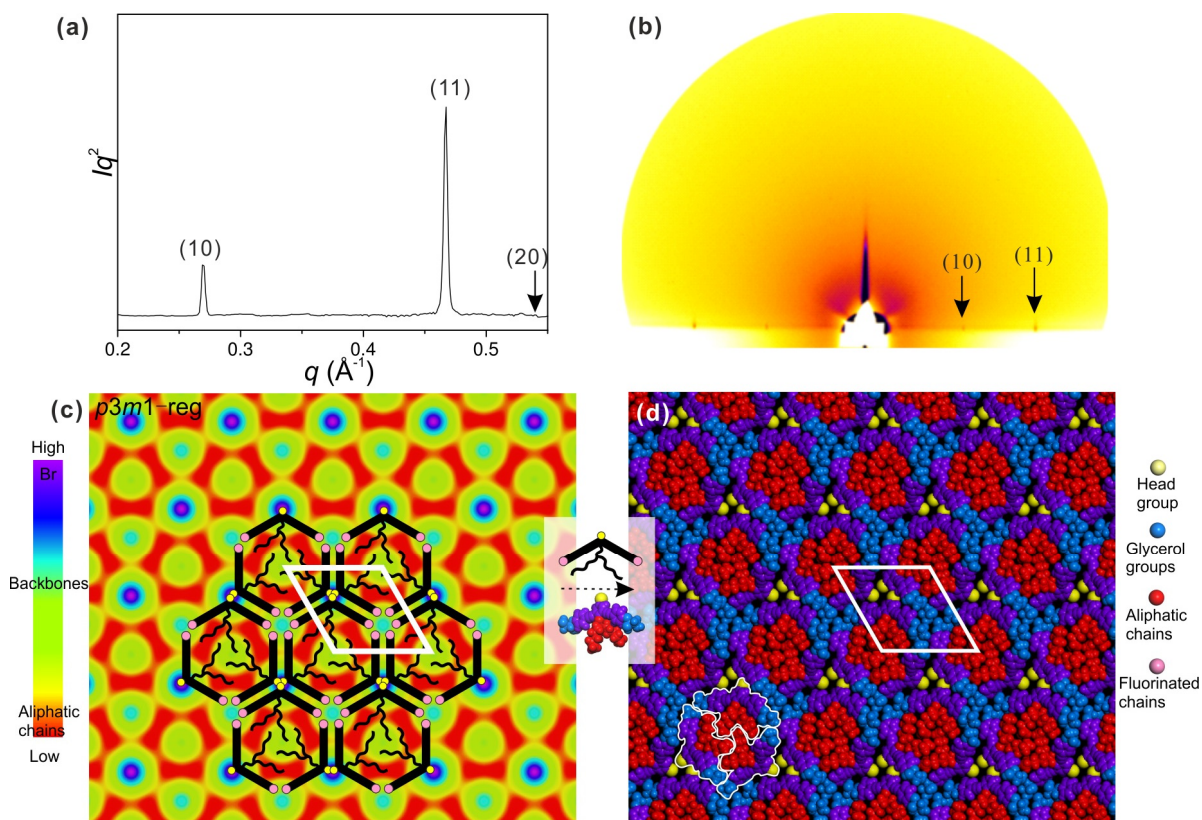 (a)
Iq²
(10)
(11)
(20)
0.2
0.3
0.4
0.5
q (Å⁻¹)
(b)
(10)
(11)
(c)
p3m1-reg
High
Br
Backbones
Aliphatic
chains
Low
(d)
Head
group
Glycerol
groups
Aliphatic
chains
Fluorinated
chains